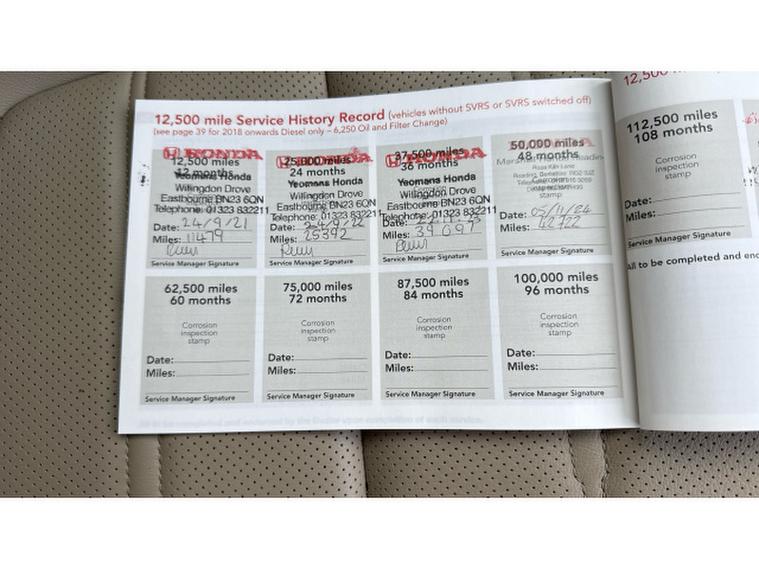 12,500 mile Service History Record (vehicles without SVRS or SVRS switched off)
(see page 39 for 2018 onwards Diesel only – 6,250 Oil and Filter Change)
HONDA
12,500 miles
12 months
Yeomans Honda
Willingdon Drove
Eastbourne BN23 6QN
Telephone: 01323 832211
Date: 24/9/21
Miles: 11479
Service Manager Signature
25,000 miles
24 months
Yeomans Honda
Willingdon Drove
Eastbourne BN23 6QN
Telephone: 01323 832211
Date:
Miles: 25392
Service Manager Signature
HONDA
37,500 miles
36 months
Yeomans Honda
Willingdon Drove
Eastbourne BN23 6QN
Telephone: 01323 832211
Date:
Miles:
Service Manager Signature
50,000 miles
48 months
Date: 05/11/24
Miles:
Service Manager Signature
62,500 miles
60 months
Corrosion
inspection
stamp
Date:
Miles:
Service Manager Signature
75,000 miles
72 months
Corrosion
inspection
stamp
Date:
Miles:
Service Manager Signature
87,500 miles
84 months
Corrosion
inspection
stamp
Date:
Miles:
Service Manager Signature
100,000 miles
96 months
Corrosion
inspection
stamp
Date:
Miles:
Service Manager Signature
112,500 miles
108 months
Corrosion
inspection
stamp
Date:
Miles:
Service Manager Signature
All to be completed and